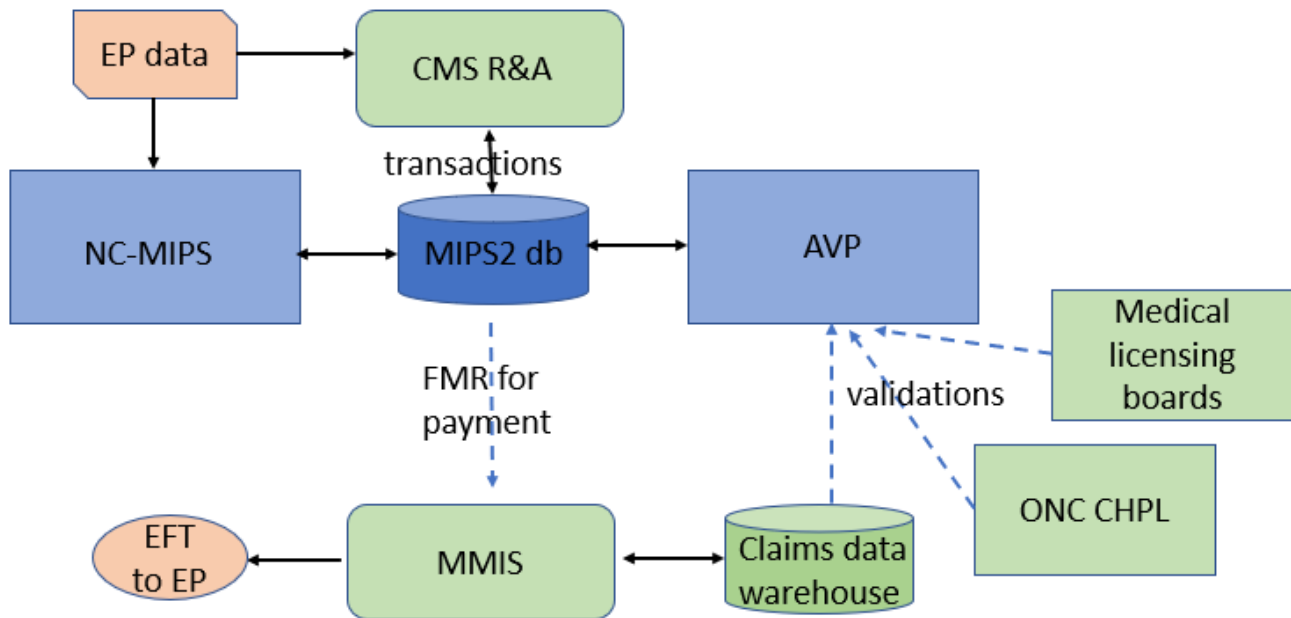 EP data
CMS R&A
transactions
NC-MIPS
MIPS2 db
AVP
Medical
licensing
boards
FMR for
payment
validations
ONC CHPL
EFT
to EP
MMIS
Claims data
warehouse